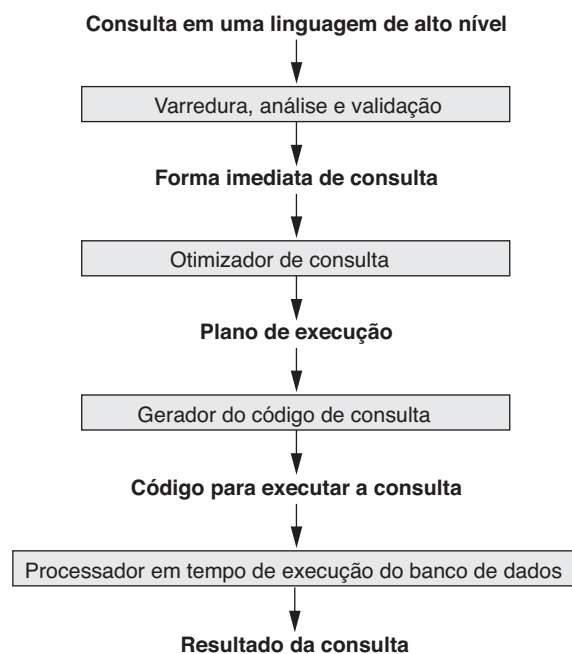 Consulta em uma linguagem de alto nível
Varredura, análise e validação
Forma imediata de consulta
Otimizador de consulta
Plano de execução
Gerador do código de consulta
Código para executar a consulta
Processador em tempo de execução do banco de dados
Resultado da consulta